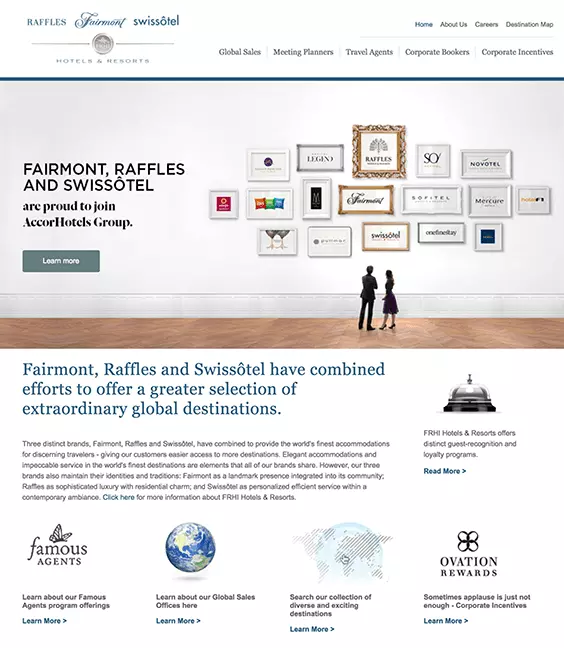 RAFFLES Fairmont swissôtel
HOTELS & RESORTS
Home About Us Careers Destination Map
Global Sales Meeting Planners Travel Agents Corporate Bookers Corporate Incentives
FAIRMONT, RAFFLES
AND SWISSÔTEL
are proud to join
AccorHotels Group.
Learn more
LEGEND
RAFFLES
SO/
NOVOTEL
Fairmont
SOFITEL
Mercure
pullman
swissôtel
onefinestay
Fairmont, Raffles and Swissôtel have combined
efforts to offer a greater selection of
extraordinary global destinations.
Three distinct brands, Fairmont, Raffles and Swissôtel, have combined to provide the world's finest accommodations
for discerning travelers - giving our customers easier access to more destinations. Elegant accommodations and
impeccable service in the world's finest destinations are elements that all of our brands share. However, our three
brands also maintain their identities and traditions: Fairmont as a landmark presence integrated into its community;
Raffles as sophisticated luxury with residential charm; and Swissôtel as personalized efficient service within a
contemporary ambiance. Click here for more information about FRHI Hotels & Resorts.
FRHI Hotels & Resorts offers
distinct guest-recognition and
loyalty programs.
Read More >
famous
AGENTS
Learn about our Famous
Agents program offerings
Learn More >
Learn about our Global Sales
Offices here
Learn More >
Search our collection of
diverse and exciting
destinations
Learn More >
OVATION
REWARDS
Sometimes applause is just not
enough - Corporate Incentives
Learn More >